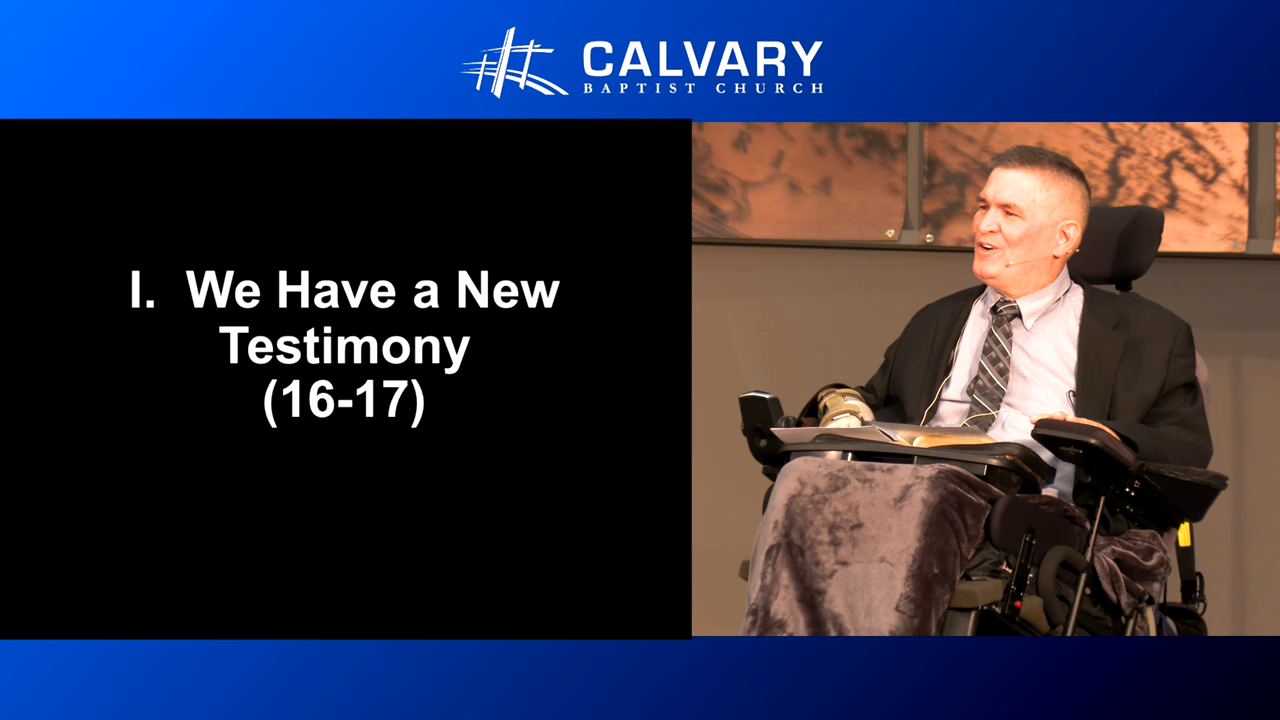 CALVARY
BAPTIST CHURCH
I. We Have a New
Testimony
(16-17)